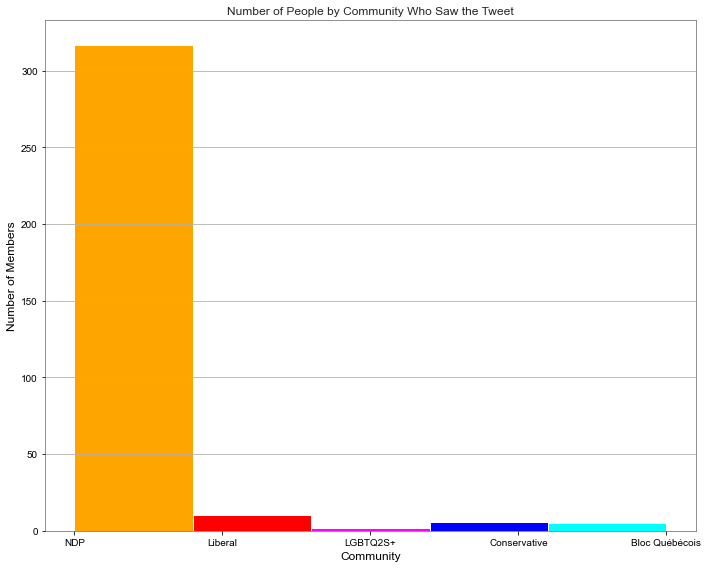 Number of People by Community Who Saw the Tweet
300
250
200
150
100
50
0
Number of Members
NDP Liberal LGBTQ2S+ Conservative Bloc Québécois
Community